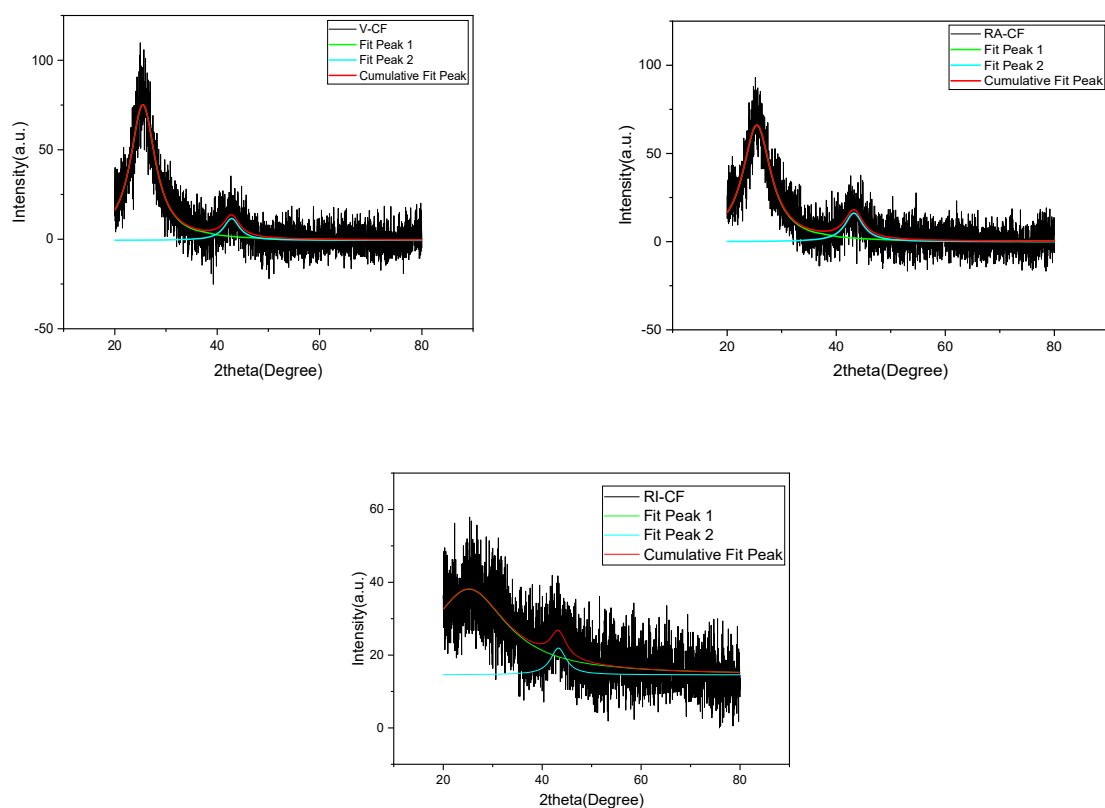 V-CF
Fit Peak 1
Fit Peak 2
Cumulative Fit Peak
100
50
0
-50
20
40
60
80
Intensity(a.u.)
2theta(Degree)
RA-CF
Fit Peak 1
Fit Peak 2
Cumulative Fit Peak
100
50
0
-50
20
40
60
80
Intensity(a.u.)
2theta(Degree)
RI-CF
Fit Peak 1
Fit Peak 2
Cumulative Fit Peak
60
40
20
0
20
40
60
80
Intensity(a.u.)
2theta(Degree)